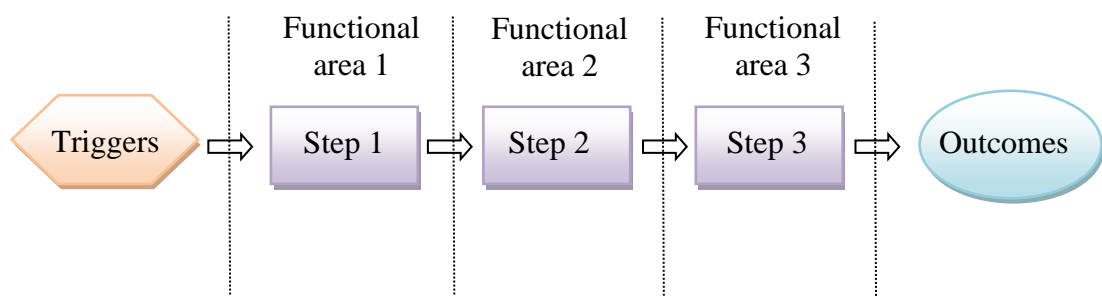 Functional
area 1
Functional
area 2
Functional
area 3
Triggers
Step 1
Step 2
Step 3
Outcomes